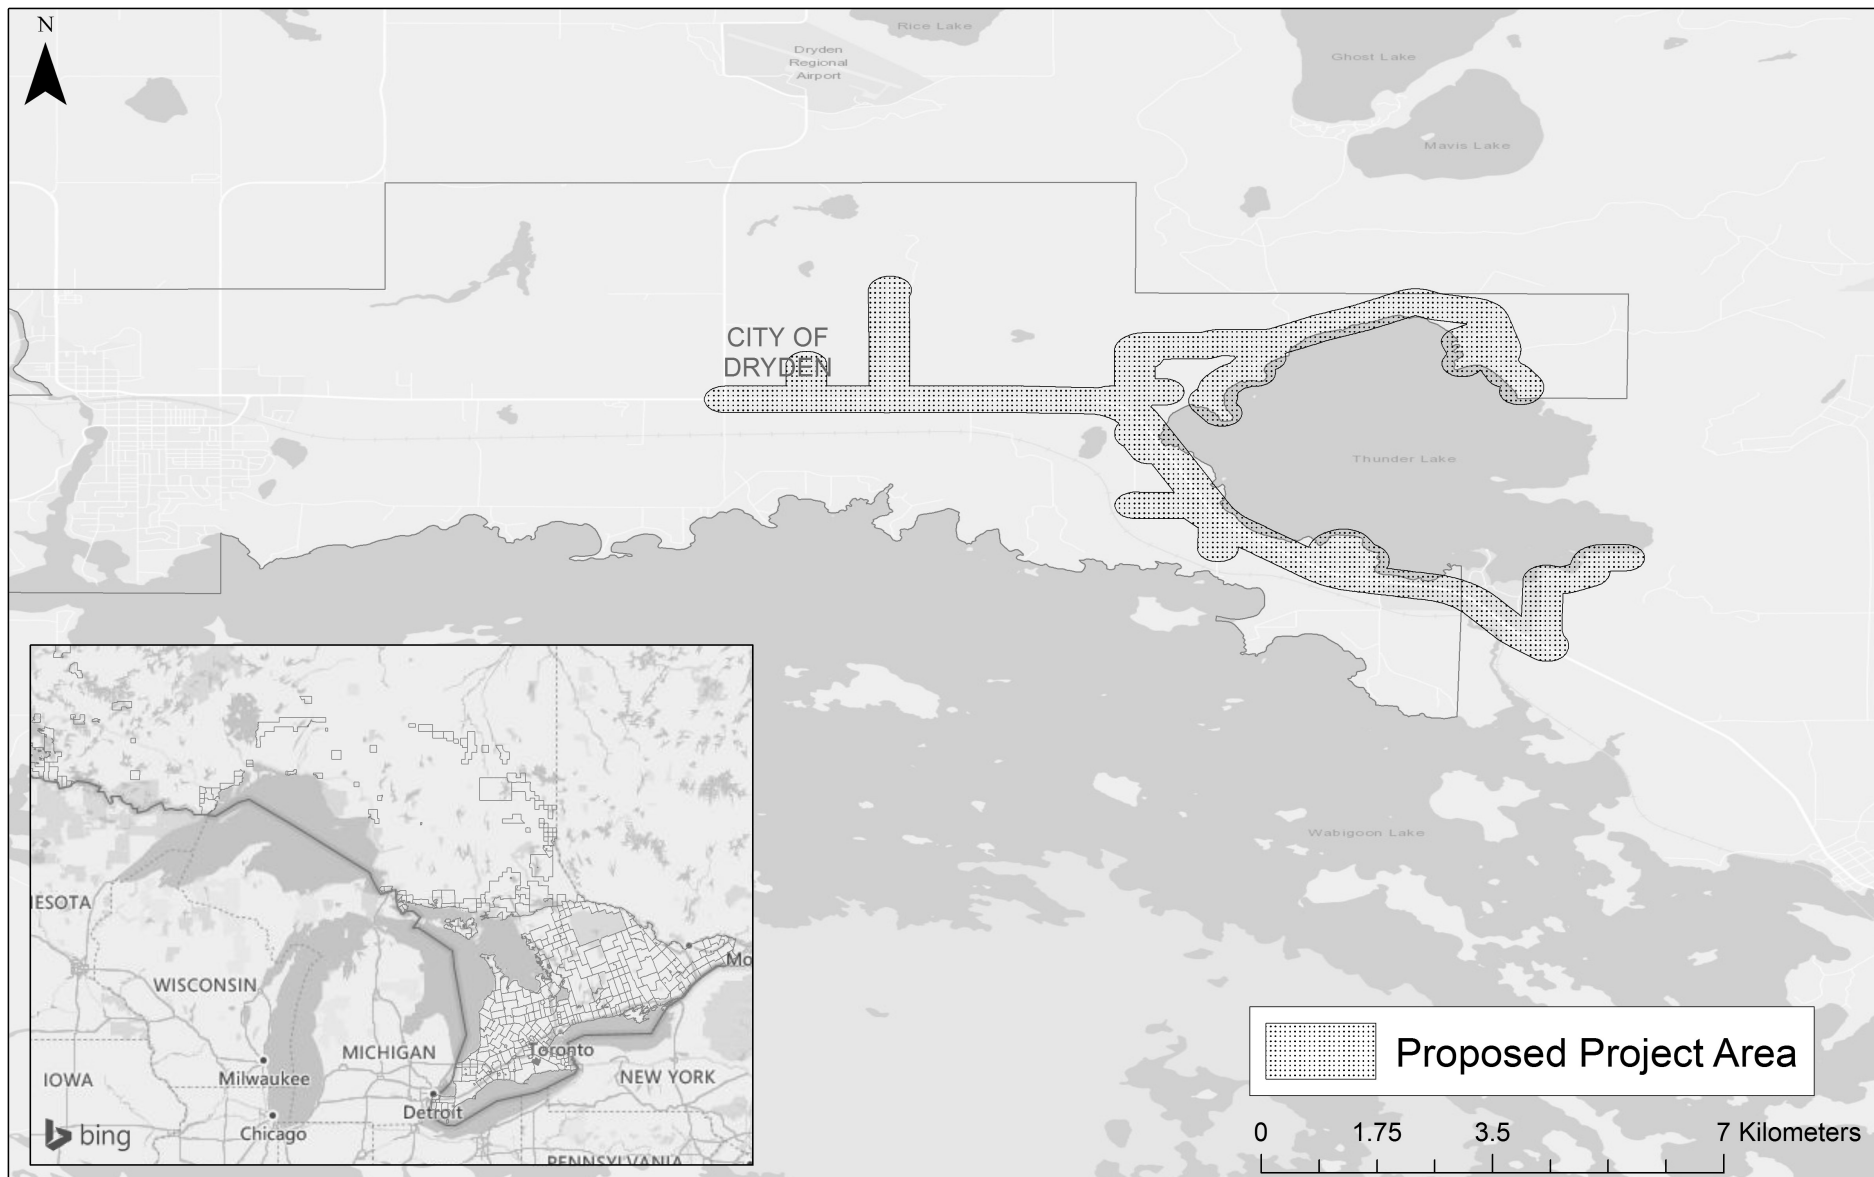 N
Rice Lake
Dryden
Regional
Airport
Ghost Lake
Mavis Lake
CITY OF
DRYDEN
Thunder Lake
Wabigoon Lake
IESOTA
WISCONSIN
MICHIGAN
IOWA
Milwaukee
Chicago
Detroit
Toronto
NEW YORK
Mo
PENNSYLVANIA
bing
Proposed Project Area
0 1.75 3.5 7 Kilometers